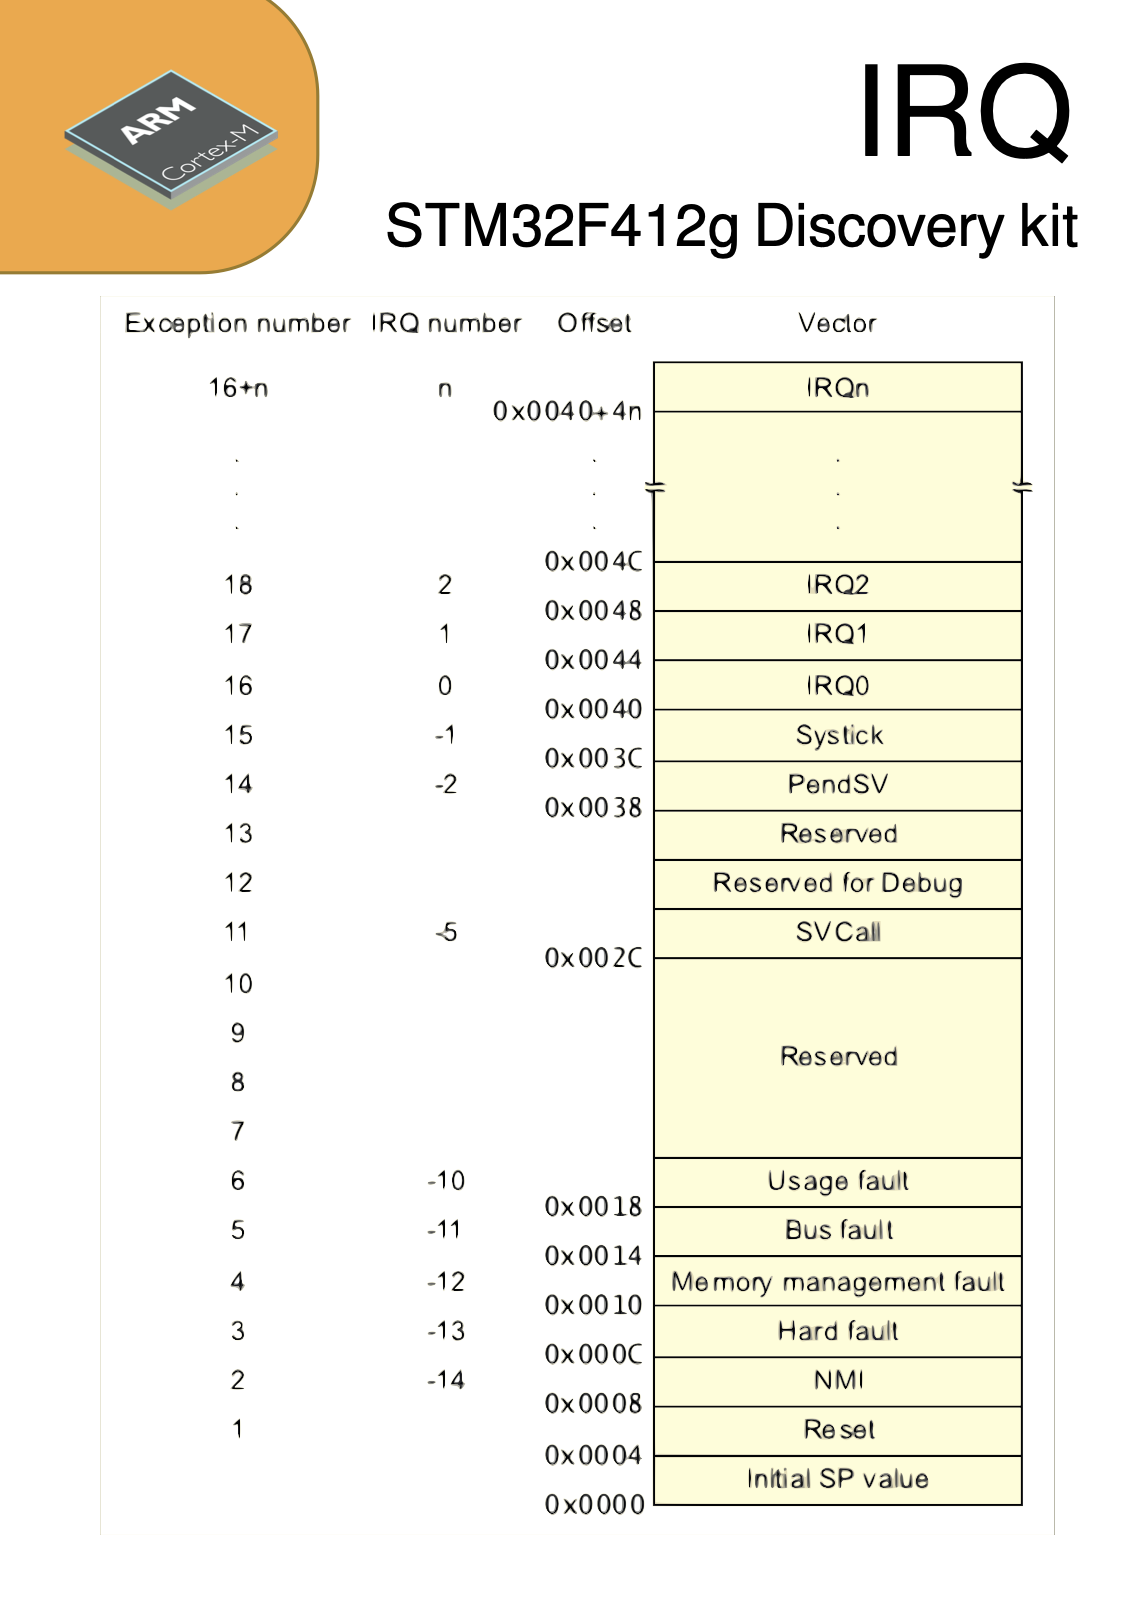 ARM
Cortex-M
IRQ
STM32F412g Discovery kit
Exception number IRQ number Offset Vector
16+n n IRQn
0x0040+4n
. . .
. . .
. . .
0x004C
18 2 IRQ2
0x0048
17 1 IRQ1
0x0044
16 0 IRQ0
0x0040
15 -1 Systick
0x003C
14 -2 PendSV
0x0038
13 Reserved
12 Reserved for Debug
11 -5 SVCall
0x002C
10
9
Reserved
8
7
6 -10 Usage fault
0x0018
5 -11 Bus fault
0x0014
4 -12 Memory management fault
0x0010
3 -13 Hard fault
0x000C
2 -14 NMI
0x0008
1 Reset
0x0004
Initial SP value
0x0000